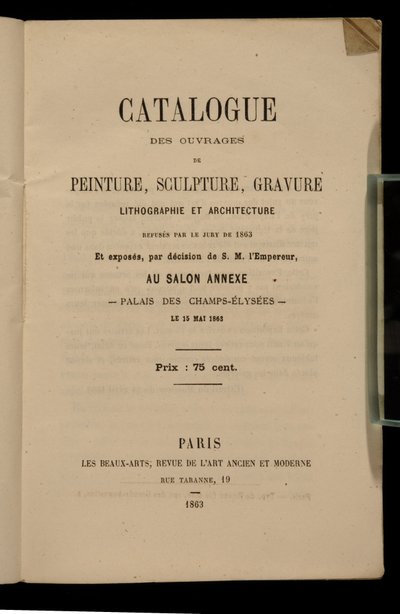 CATALOGUE
DES OUVRAGES
DE
PEINTURE, SCULPTURE, GRAVURE
LITHOGRAPHIE ET ARCHITECTURE
REFUSÉS PAR LE JURY DE 1863
Et exposés, par décision de S. M. l'Empereur,
AU SALON ANNEXE
— PALAIS DES CHAMPS-ÉLYSÉES —
LE 15 MAI 1863
Prix : 75 cent.
PARIS
LES BEAUX-ARTS, REVUE DE L'ART ANCIEN ET MODERNE
RUE TARANNE, 19
—
1863